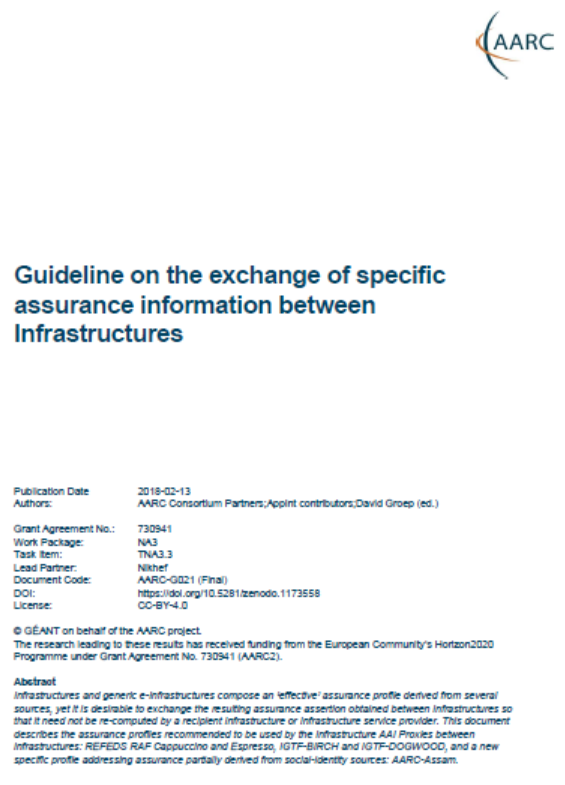 AARC
Guideline on the exchange of specific
assurance information between
Infrastructures
Publication Date 2018-02-13
Authors: AARC Consortium Partners;AppInt contributors;David Groep (ed.)
Grant Agreement No.: 730941
Work Package: NA3
Task Item: TNA3.3
Lead Partner: Nikhef
Document Code: AARC-G021 (Final)
DOI: https://doi.org/10.5281/zenodo.1173558
License: CC-BY-4.0
© GÉANT on behalf of the AARC project.
The research leading to these results has received funding from the European Community's Horizon2020
Programme under Grant Agreement No. 730941 (AARC2).
Abstract
Infrastructures and generic e-Infrastructures compose an 'effective' assurance profile derived from several
sources, yet it is desirable to exchange the resulting assurance assertion obtained between Infrastructures so
that it need not be re-computed by a recipient Infrastructure or Infrastructure service provider. This document
describes the assurance profiles recommended to be used by the Infrastructure AAI Proxies between
Infrastructures: REFEDS RAF Cappuccino and Espresso, IGTF-BIRCH and IGTF-DOGWOOD, and a new
specific profile addressing assurance partially derived from social-identity sources: AARC-Assam.